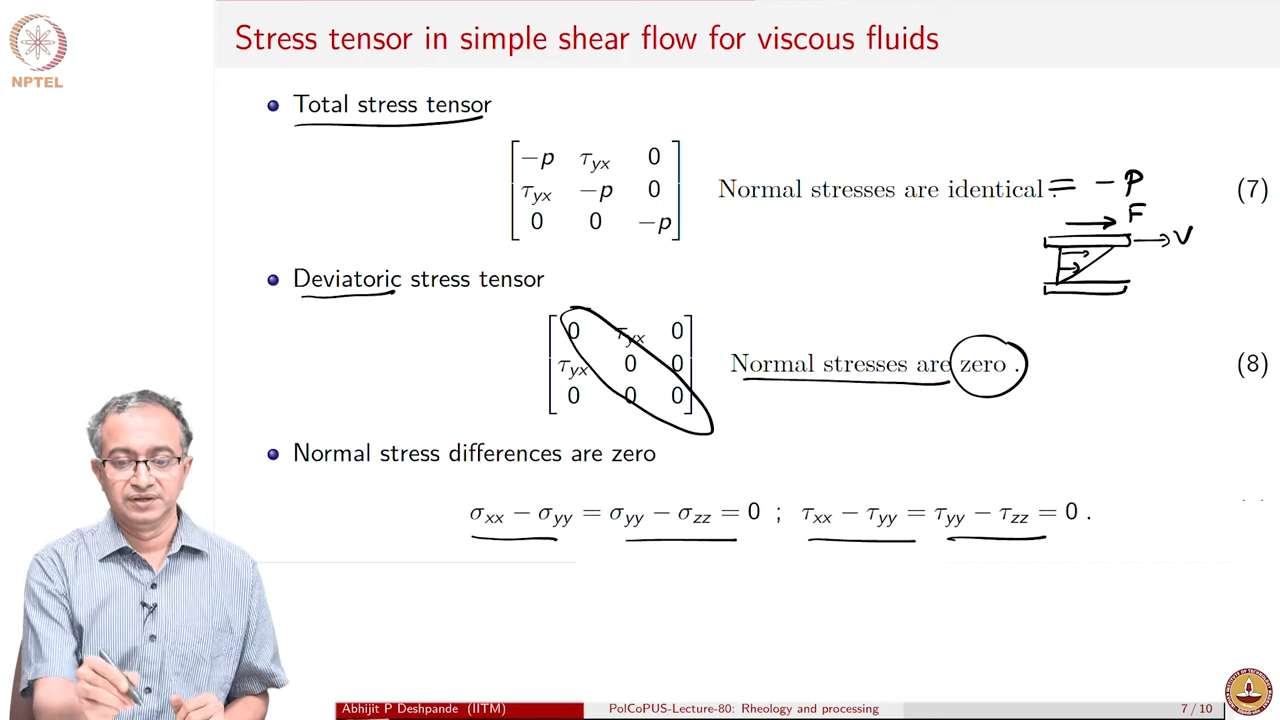 NPTEL
Stress tensor in simple shear flow for viscous fluids
Total stress tensor
−p τyx 0
τyx −p 0 Normal stresses are identical . = − P (7)
0 0 −p
F
V
Deviatoric stress tensor
0 τyx 0
τyx 0 0 Normal stresses are zero . (8)
0 0 0
Normal stress differences are zero
σxx − σyy = σyy − σzz = 0 ; τxx − τyy = τyy − τzz = 0 .
Abhijit P Deshpande (IITM) PolCoPUS-Lecture-80: Rheology and processing 7 / 10